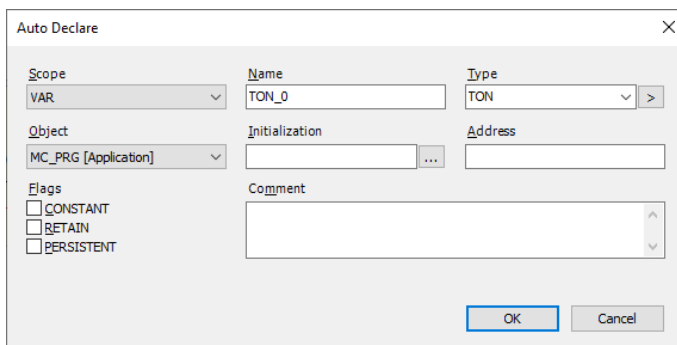 Auto Declare
Scope Name Type
VAR TON_0 TON >
Object Initialization Address
MC_PRG [Application] ...
Flags Comment
CONSTANT
RETAIN
PERSISTENT
OK Cancel